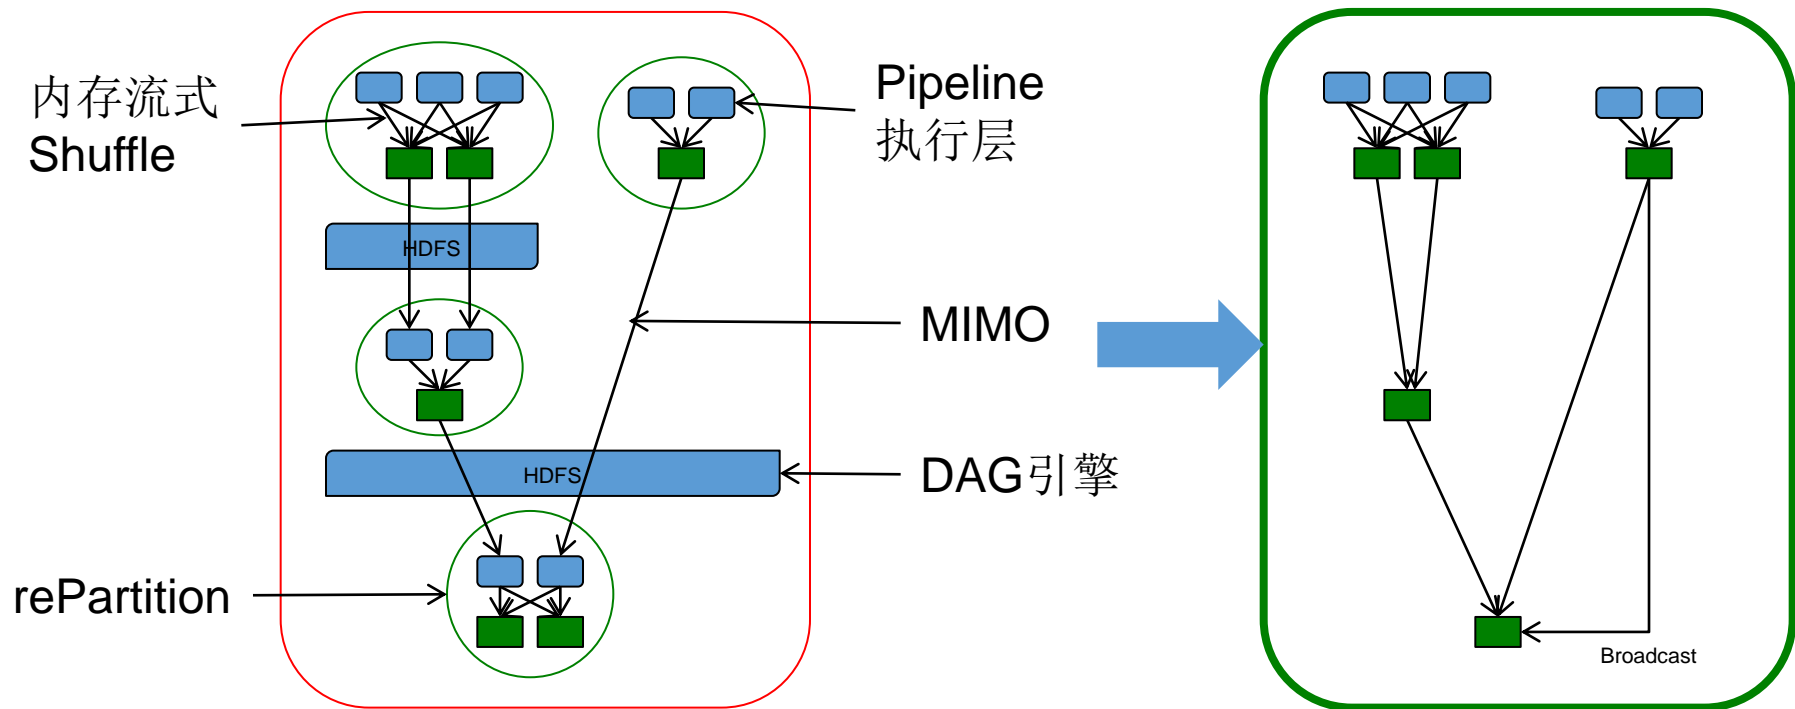 内存流式
Shuffle
Pipeline
执行层
HDFS
MIMO
HDFS
DAG引擎
rePartition
Broadcast